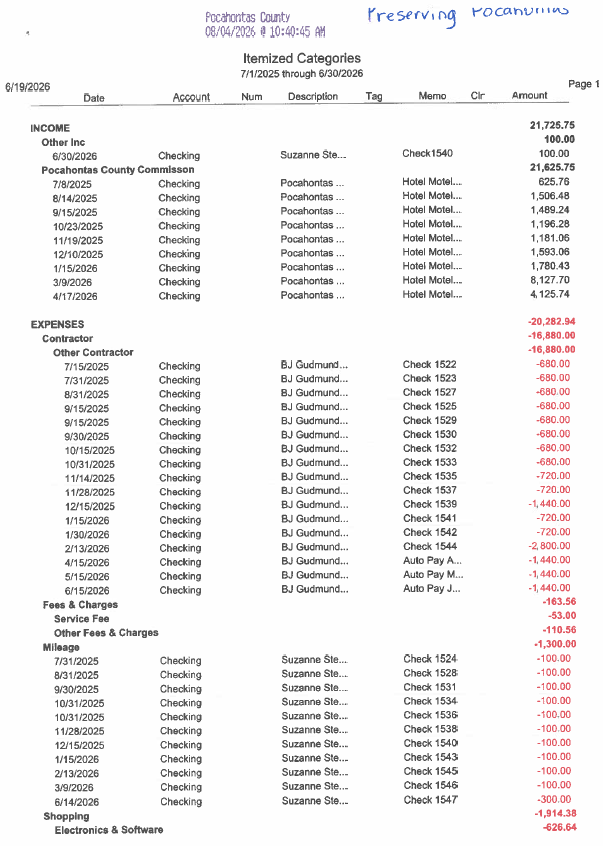 Pocahontas County
08/04/2026 @ 10:40:45 AM
Preserving Pocahontas
Itemized Categories
7/1/2025 through 6/30/2026
6/19/2026 Page 1
Date Account Num Description Tag Memo Clr Amount
INCOME 21,725.75
Other Inc 100.00
6/30/2026 Checking Suzanne Ste... Check1540 100.00
Pocahontas County Commisson 21,625.75
7/8/2025 Checking Pocahontas ... Hotel Motel.... 625.76
8/14/2025 Checking Pocahontas ... Hotel Motel.... 1,506.48
9/15/2025 Checking Pocahontas ... Hotel Motel.... 1,489.24
10/23/2025 Checking Pocahontas ... Hotel Motel.... 1,196.28
11/19/2025 Checking Pocahontas ... Hotel Motel.... 1,181.06
12/10/2025 Checking Pocahontas ... Hotel Motel.... 1,593.06
1/15/2026 Checking Pocahontas ... Hotel Motel.... 1,780.43
3/9/2026 Checking Pocahontas ... Hotel Motel.... 8,127.70
4/17/2026 Checking Pocahontas ... Hotel Motel.... 4,125.74
EXPENSES -20,282.94
Contractor -16,880.00
Other Contractor -16,880.00
7/15/2025 Checking BJ Gudmund... Check 1522 -680.00
7/31/2025 Checking BJ Gudmund... Check 1523 -680.00
8/31/2025 Checking BJ Gudmund... Check 1527 -680.00
9/15/2025 Checking BJ Gudmund... Check 1525 -680.00
9/15/2025 Checking BJ Gudmund... Check 1529 -680.00
9/30/2025 Checking BJ Gudmund... Check 1530 -680.00
10/15/2025 Checking BJ Gudmund... Check 1532 -680.00
10/31/2025 Checking BJ Gudmund... Check 1533 -680.00
11/14/2025 Checking BJ Gudmund... Check 1535 -720.00
11/28/2025 Checking BJ Gudmund... Check 1537 -720.00
12/15/2025 Checking BJ Gudmund... Check 1539 -1,440.00
1/15/2026 Checking BJ Gudmund... Check 1541 -720.00
1/30/2026 Checking BJ Gudmund... Check 1542 -720.00
2/13/2026 Checking BJ Gudmund... Check 1544 -2,800.00
4/15/2026 Checking BJ Gudmund... Auto Pay A... -1,440.00
5/15/2026 Checking BJ Gudmund... Auto Pay M... -1,440.00
6/15/2026 Checking BJ Gudmund... Auto Pay J... -1,440.00
Fees & Charges -163.56
Service Fee -53.00
Other Fees & Charges -110.56
Mileage -1,300.00
7/31/2025 Checking Suzanne Ste... Check 1524 -100.00
8/31/2025 Checking Suzanne Ste... Check 1528 -100.00
9/30/2025 Checking Suzanne Ste... Check 1531 -100.00
10/31/2025 Checking Suzanne Ste... Check 1534 -100.00
10/31/2025 Checking Suzanne Ste... Check 1536 -100.00
11/28/2025 Checking Suzanne Ste... Check 1538 -100.00
12/15/2025 Checking Suzanne Ste... Check 1540 -100.00
1/15/2026 Checking Suzanne Ste... Check 1543 -100.00
2/13/2026 Checking Suzanne Ste... Check 1545 -100.00
3/9/2026 Checking Suzanne Ste... Check 1546 -100.00
6/14/2026 Checking Suzanne Ste... Check 1547 -300.00
Shopping -1,914.38
Electronics & Software -626.64